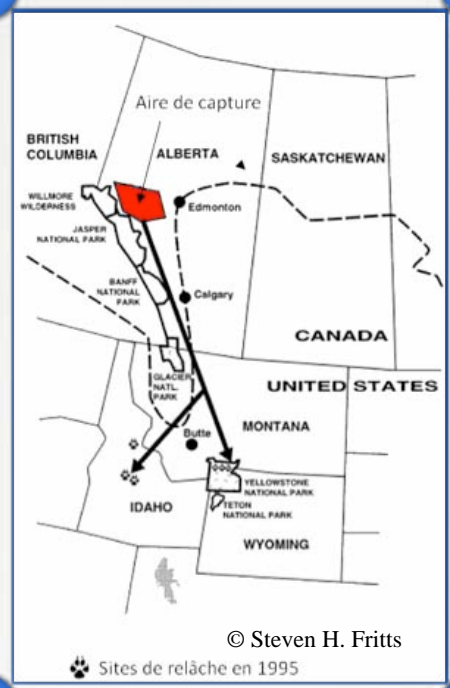 Aire de capture
BRITISH
COLUMBIA
ALBERTA
SASKATCHEWAN
WILLMORE
WILDERNESS
Edmonton
JASPER
NATIONAL PARK
BANFF
NATIONAL
PARK
Calgary
CANADA
GLACIER
NATL.
PARK
UNITED STATES
MONTANA
Butte
YELLOWSTONE
NATIONAL PARK
TETON
NATIONAL PARK
IDAHO
WYOMING
© Steven H. Fritts
Sites de relâche en 1995